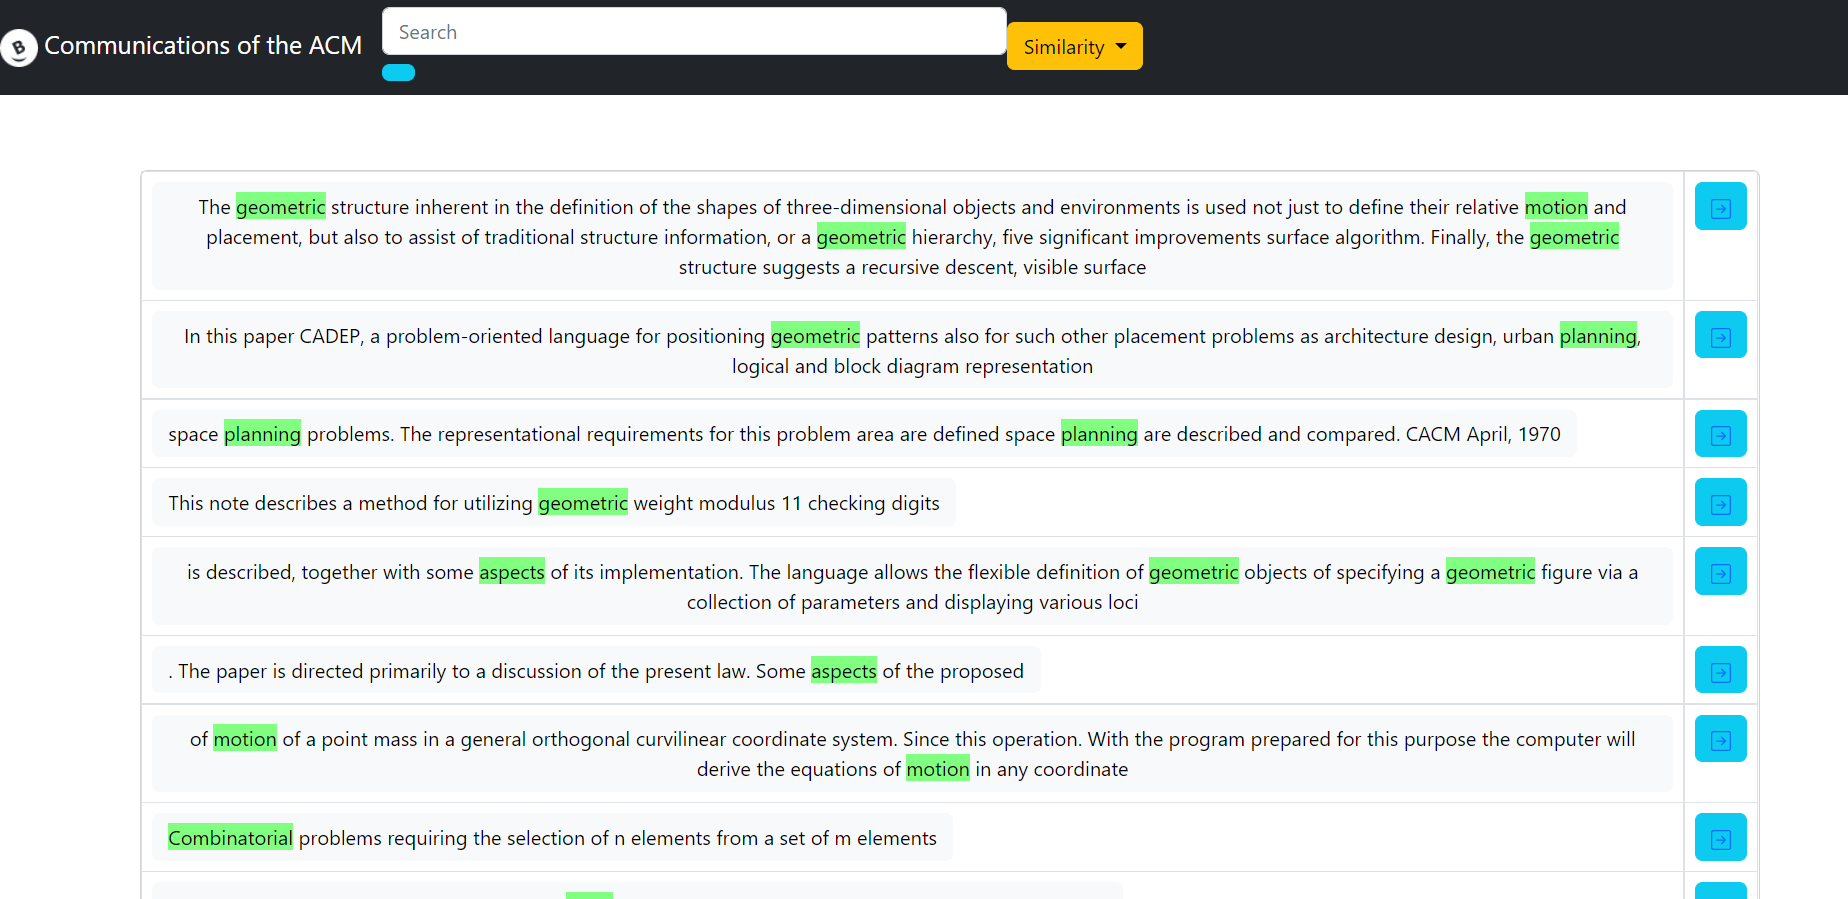 B Communications of the ACM
Search
Similarity
The geometric structure inherent in the definition of the shapes of three-dimensional objects and environments is used not just to define their relative motion and
placement, but also to assist of traditional structure information, or a geometric hierarchy, five significant improvements surface algorithm. Finally, the geometric
structure suggests a recursive descent, visible surface
In this paper CADEP, a problem-oriented language for positioning geometric patterns also for such other placement problems as architecture design, urban planning,
logical and block diagram representation
space planning problems. The representational requirements for this problem area are defined space planning are described and compared. CACM April, 1970
This note describes a method for utilizing geometric weight modulus 11 checking digits
is described, together with some aspects of its implementation. The language allows the flexible definition of geometric objects of specifying a geometric figure via a
collection of parameters and displaying various loci
. The paper is directed primarily to a discussion of the present law. Some aspects of the proposed
of motion of a point mass in a general orthogonal curvilinear coordinate system. Since this operation. With the program prepared for this purpose the computer will
derive the equations of motion in any coordinate
Combinatorial problems requiring the selection of n elements from a set of m elements